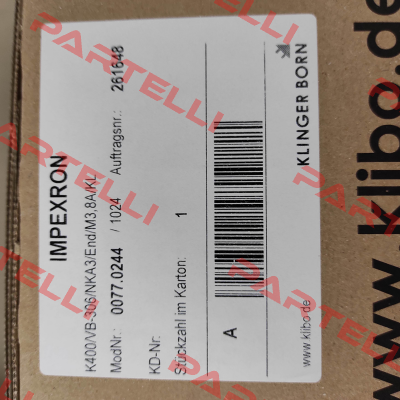 IMPEXRON
K400/VB-306/NKA3/End/M3,8A/KL
ModNr.: 0077.0244 / 1024 Auftragsnr.: 261648
KD-Nr.
Stückzahl im Karton: 1
A
KLINGER BORN
www.klibo.de
www.klibo.de
PARTELLI
PARTELLI
PARTELLI
PARTELLI
PARTELLI